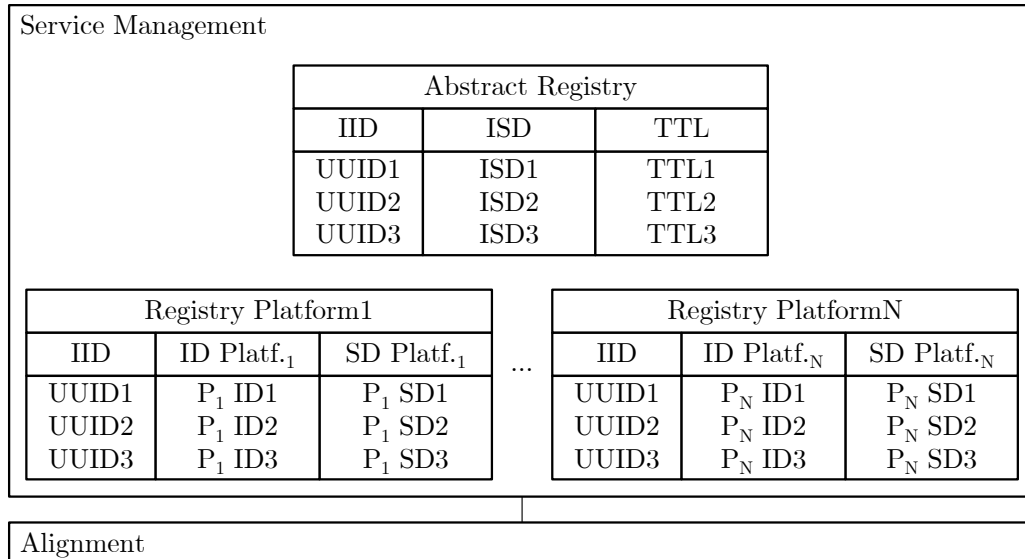 Service Management
Abstract Registry
IID ISD TTL
UUID1 ISD1 TTL1
UUID2 ISD2 TTL2
UUID3 ISD3 TTL3
Registry Platform1
IID ID Platf.₁ SD Platf.₁
UUID1 P₁ ID1 P₁ SD1
UUID2 P₁ ID2 P₁ SD2
UUID3 P₁ ID3 P₁ SD3
...
Registry PlatformN
IID ID Platf.N SD Platf.N
UUID1 PN ID1 PN SD1
UUID2 PN ID2 PN SD2
UUID3 PN ID3 PN SD3
Alignment